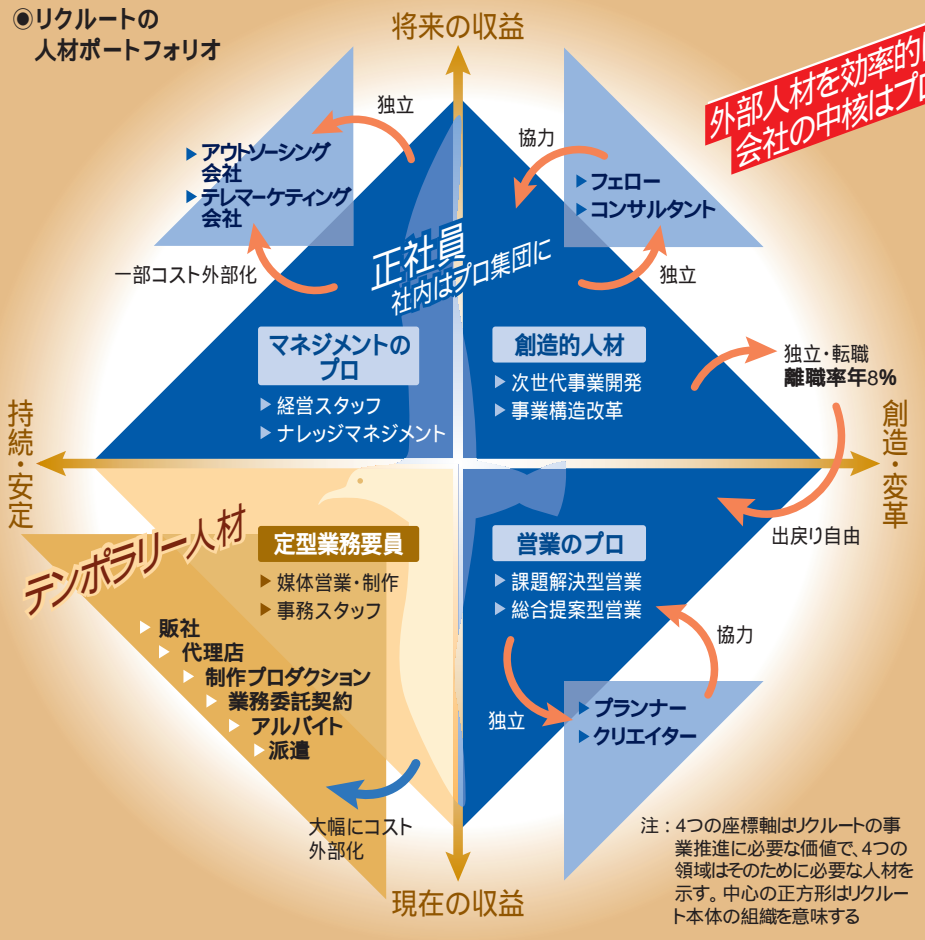 ◉リクルートの
人材ポートフォリオ
将来の収益
外部人材を効率的
会社の中核はプロ
独立
▶アウトソーシング
会社
▶テレマーケティング
会社
一部コスト外部化
協力
▶フェロー
▶コンサルタント
独立
正社員
社内はプロ集団に
マネジメントの
プロ
▶経営スタッフ
▶ナレッジマネジメント
創造的人材
▶次世代事業開発
▶事業構造改革
独立・転職
離職率年8%
持続・安定
創造・変革
出戻り自由
テンポラリー人材
定型業務要員
▶媒体営業・制作
▶事務スタッフ
▶販社
▶代理店
▶制作プロダクション
▶業務委託契約
▶アルバイト
▶派遣
大幅にコスト
外部化
営業のプロ
▶課題解決型営業
▶総合提案型営業
協力
独立
▶プランナー
▶クリエイター
現在の収益
注：4つの座標軸はリクルートの事
業推進に必要な価値で、4つの
領域はそのために必要な人材を
示す。中心の正方形はリクルー
ト本体の組織を意味する